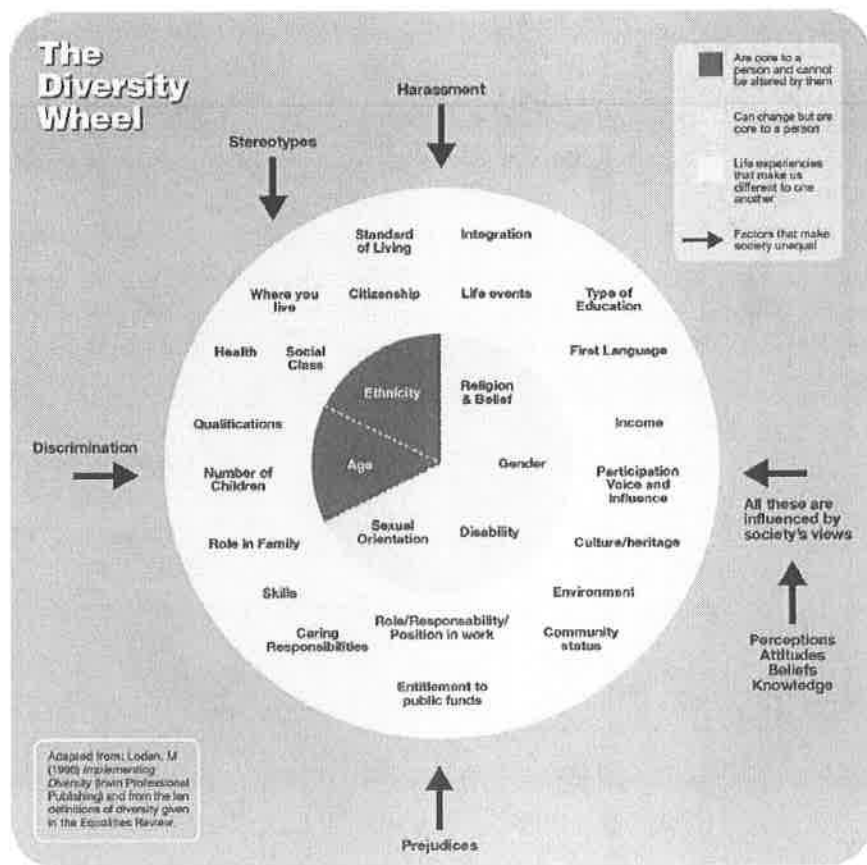 The
Diversity
Wheel
Harassment
Stereotypes
Are core to a
person and cannot
be altered by them
Can change but are
core to a person
Life experiencies
that make us
different to one
another
Factors that make
society unequal
Standard
of Living
Integration
Where you
live
Citizenship
Life events
Type of
Education
Health
Social
Class
First Language
Ethnicity
Religion
& Belief
Qualifications
Income
Discrimination
Age
Gender
Number of
Children
Participation
Voice and
Influence
All these are
influenced by
society's views
Sexual
Orientation
Disability
Role in Family
Culture/heritage
Skills
Environment
Caring
Responsibilities
Role/Responsability/
Position in work
Community
status
Perceptions
Attitudes
Beliefs
Knowledge
Entitlement to
public funds
Adapted from: Loden, M
(1996) Implementing
Diversity (Irwin Professional
Publishing) and from the ten
definitions of diversity given
in the Equalities Review.
Prejudices